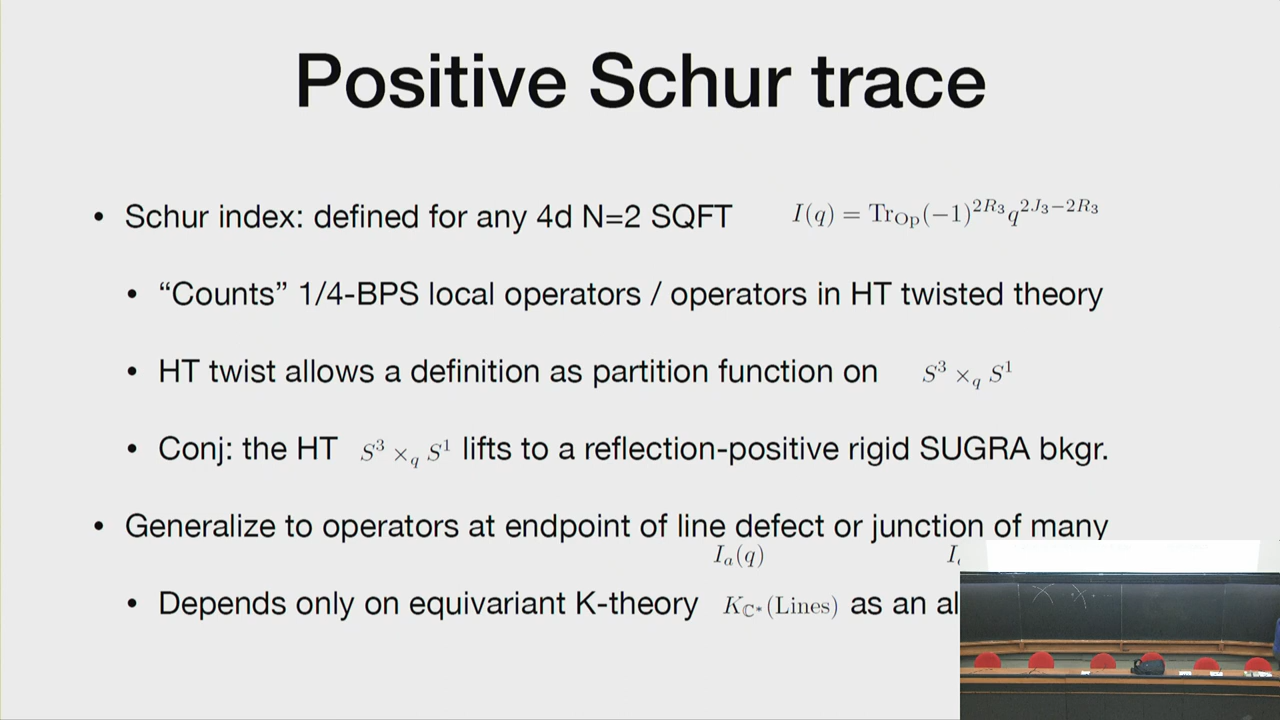 Positive Schur trace
• Schur index: defined for any 4d N=2 SQFT I(q) = Tr_{Op}(−1)^{2R_3} q^{2J_3−2R_3}
• “Counts” 1/4-BPS local operators / operators in HT twisted theory
• HT twist allows a definition as partition function on S^3 ×_q S^1
• Conj: the HT S^3 ×_q S^1 lifts to a reflection-positive rigid SUGRA bkgr.
• Generalize to operators at endpoint of line defect or junction of many
I_a(q)
• Depends only on equivariant K-theory K_{ℂ*}(Lines) as an al